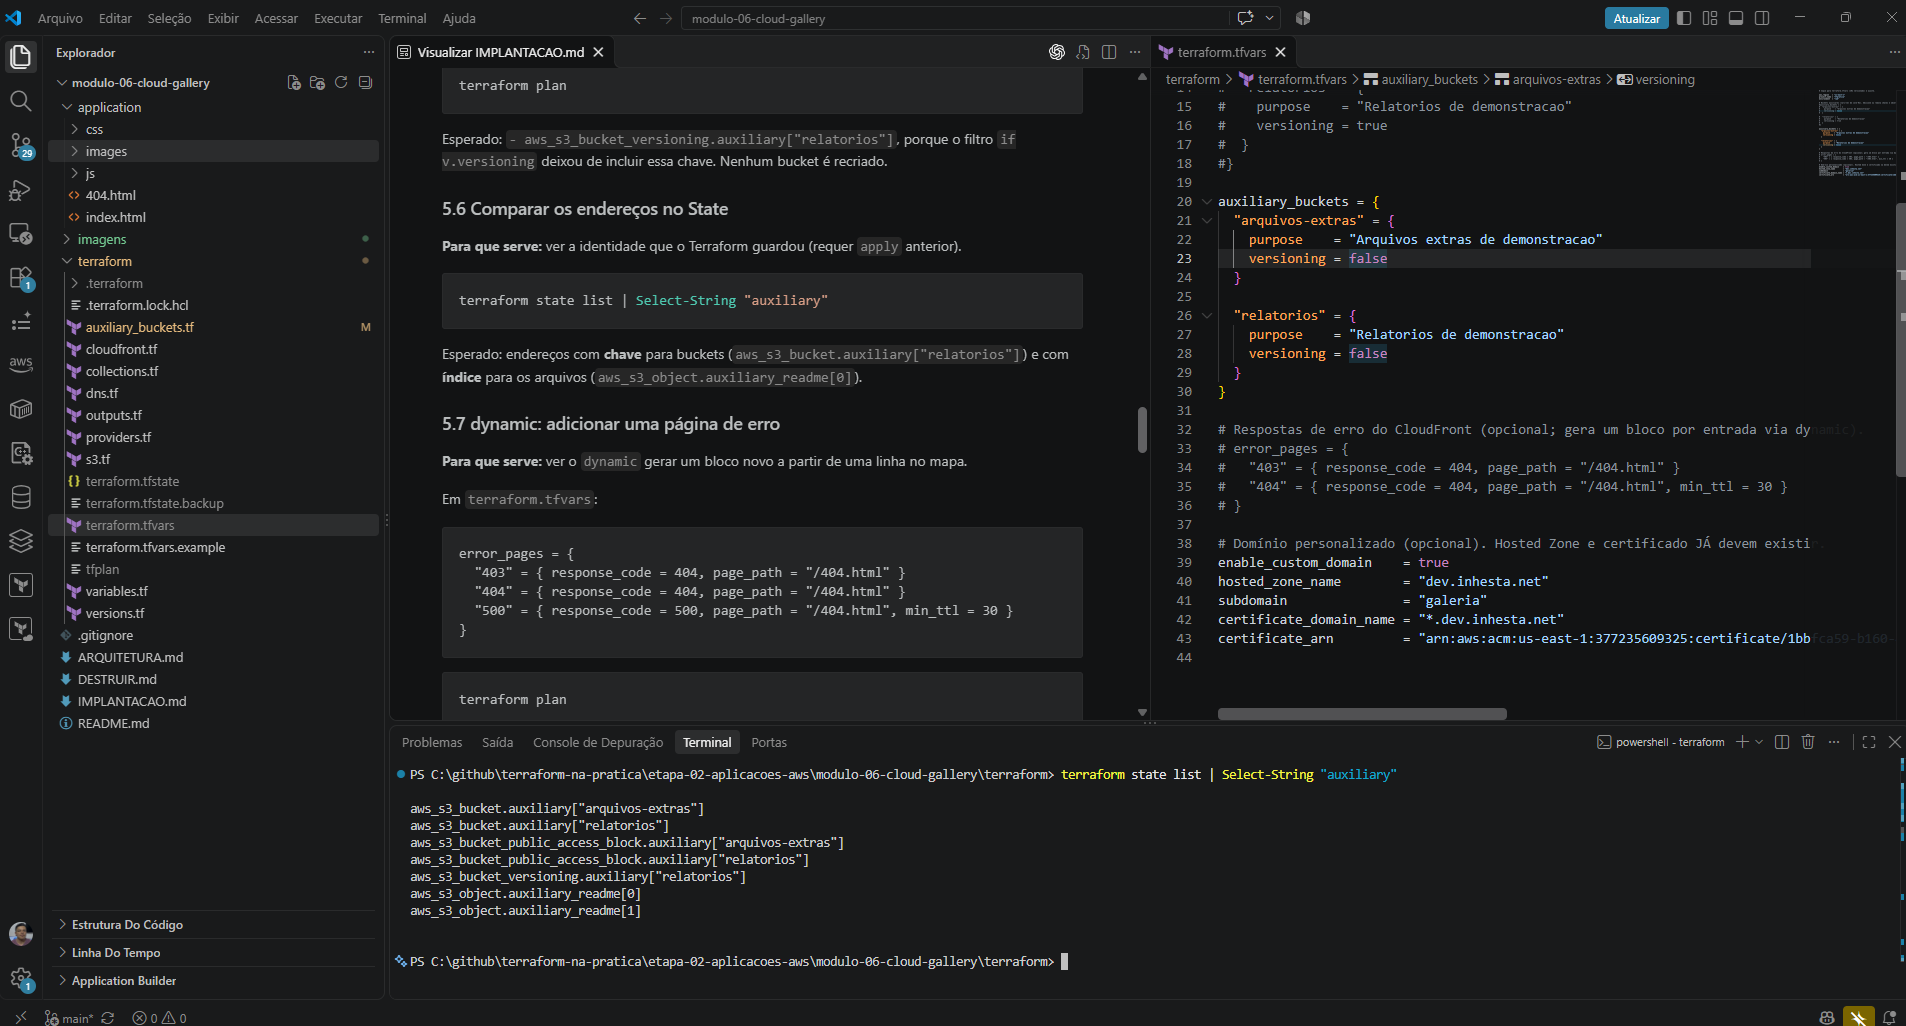 Arquivo Editar Seleção Exibir Acessar Executar Terminal Ajuda
modulo-06-cloud-gallery
Atualizar
Explorador
modulo-06-cloud-gallery
application
css
images
js
404.html
index.html
imagens
terraform
.terraform
.terraform.lock.hcl
auxiliary_buckets.tf M
cloudfront.tf
collections.tf
dns.tf
outputs.tf
providers.tf
s3.tf
terraform.tfstate
terraform.tfstate.backup
terraform.tfvars
terraform.tfvars.example
tfplan
variables.tf
versions.tf
.gitignore
ARQUITETURA.md
DESTRUIR.md
IMPLANTACAO.md
README.md
Estrutura Do Código
Linha Do Tempo
Application Builder
29
1
aws
1
Visualizar IMPLANTACAO.md
terraform plan
Esperado: - aws_s3_bucket_versioning.auxiliary["relatorios"], porque o filtro if
v.versioning deixou de incluir essa chave. Nenhum bucket é recriado.
5.6 Comparar os endereços no State
Para que serve: ver a identidade que o Terraform guardou (requer apply anterior).
terraform state list | Select-String "auxiliary"
Esperado: endereços com chave para buckets (aws_s3_bucket.auxiliary["relatorios"]) e com
índice para os arquivos (aws_s3_object.auxiliary_readme[0]).
5.7 dynamic: adicionar uma página de erro
Para que serve: ver o dynamic gerar um bloco novo a partir de uma linha no mapa.
Em terraform.tfvars:
error_pages = {
"403" = { response_code = 404, page_path = "/404.html" }
"404" = { response_code = 404, page_path = "/404.html" }
"500" = { response_code = 500, page_path = "/404.html", min_ttl = 30 }
}
terraform plan
terraform.tfvars
terraform > terraform.tfvars > auxiliary_buckets > arquivos-extras > versioning
15 #    purpose    = "Relatorios de demonstracao"
16 #    versioning = true
17 #  }
18 #}
19
20 auxiliary_buckets = {
21 "arquivos-extras" = {
22 purpose    = "Arquivos extras de demonstracao"
23 versioning = false
24 }
25
26 "relatorios" = {
27 purpose    = "Relatorios de demonstracao"
28 versioning = false
29 }
30 }
31
32 # Respostas de erro do CloudFront (opcional; gera um bloco por entrada via dynamic).
33 # error_pages = {
34 #   "403" = { response_code = 404, page_path = "/404.html" }
35 #   "404" = { response_code = 404, page_path = "/404.html", min_ttl = 30 }
36 # }
37
38 # Domínio personalizado (opcional). Hosted Zone e certificado JÁ devem existir.
39 enable_custom_domain    = true
40 hosted_zone_name        = "dev.inhesta.net"
41 subdomain               = "galeria"
42 certificate_domain_name = "*.dev.inhesta.net"
43 certificate_arn         = "arn:aws:acm:us-east-1:377235609325:certificate/1bbfca59-b160-
44
Problemas Saída Console de Depuração Terminal Portas
powershell - terraform
PS C:\github\terraform-na-pratica\etapa-02-aplicacoes-aws\modulo-06-cloud-gallery\terraform> terraform state list | Select-String "auxiliary"
aws_s3_bucket.auxiliary["arquivos-extras"]
aws_s3_bucket.auxiliary["relatorios"]
aws_s3_bucket_public_access_block.auxiliary["arquivos-extras"]
aws_s3_bucket_public_access_block.auxiliary["relatorios"]
aws_s3_bucket_versioning.auxiliary["relatorios"]
aws_s3_object.auxiliary_readme[0]
aws_s3_object.auxiliary_readme[1]
PS C:\github\terraform-na-pratica\etapa-02-aplicacoes-aws\modulo-06-cloud-gallery\terraform>
main* 0 0